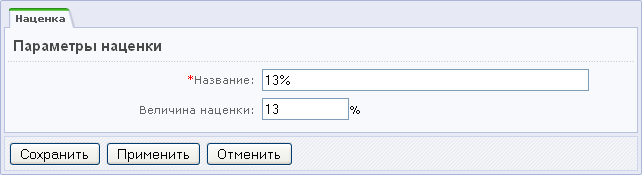 Наценка
Параметры наценки
*Название: 13%
Величина наценки: 13 %
Сохранить Применить Отменить